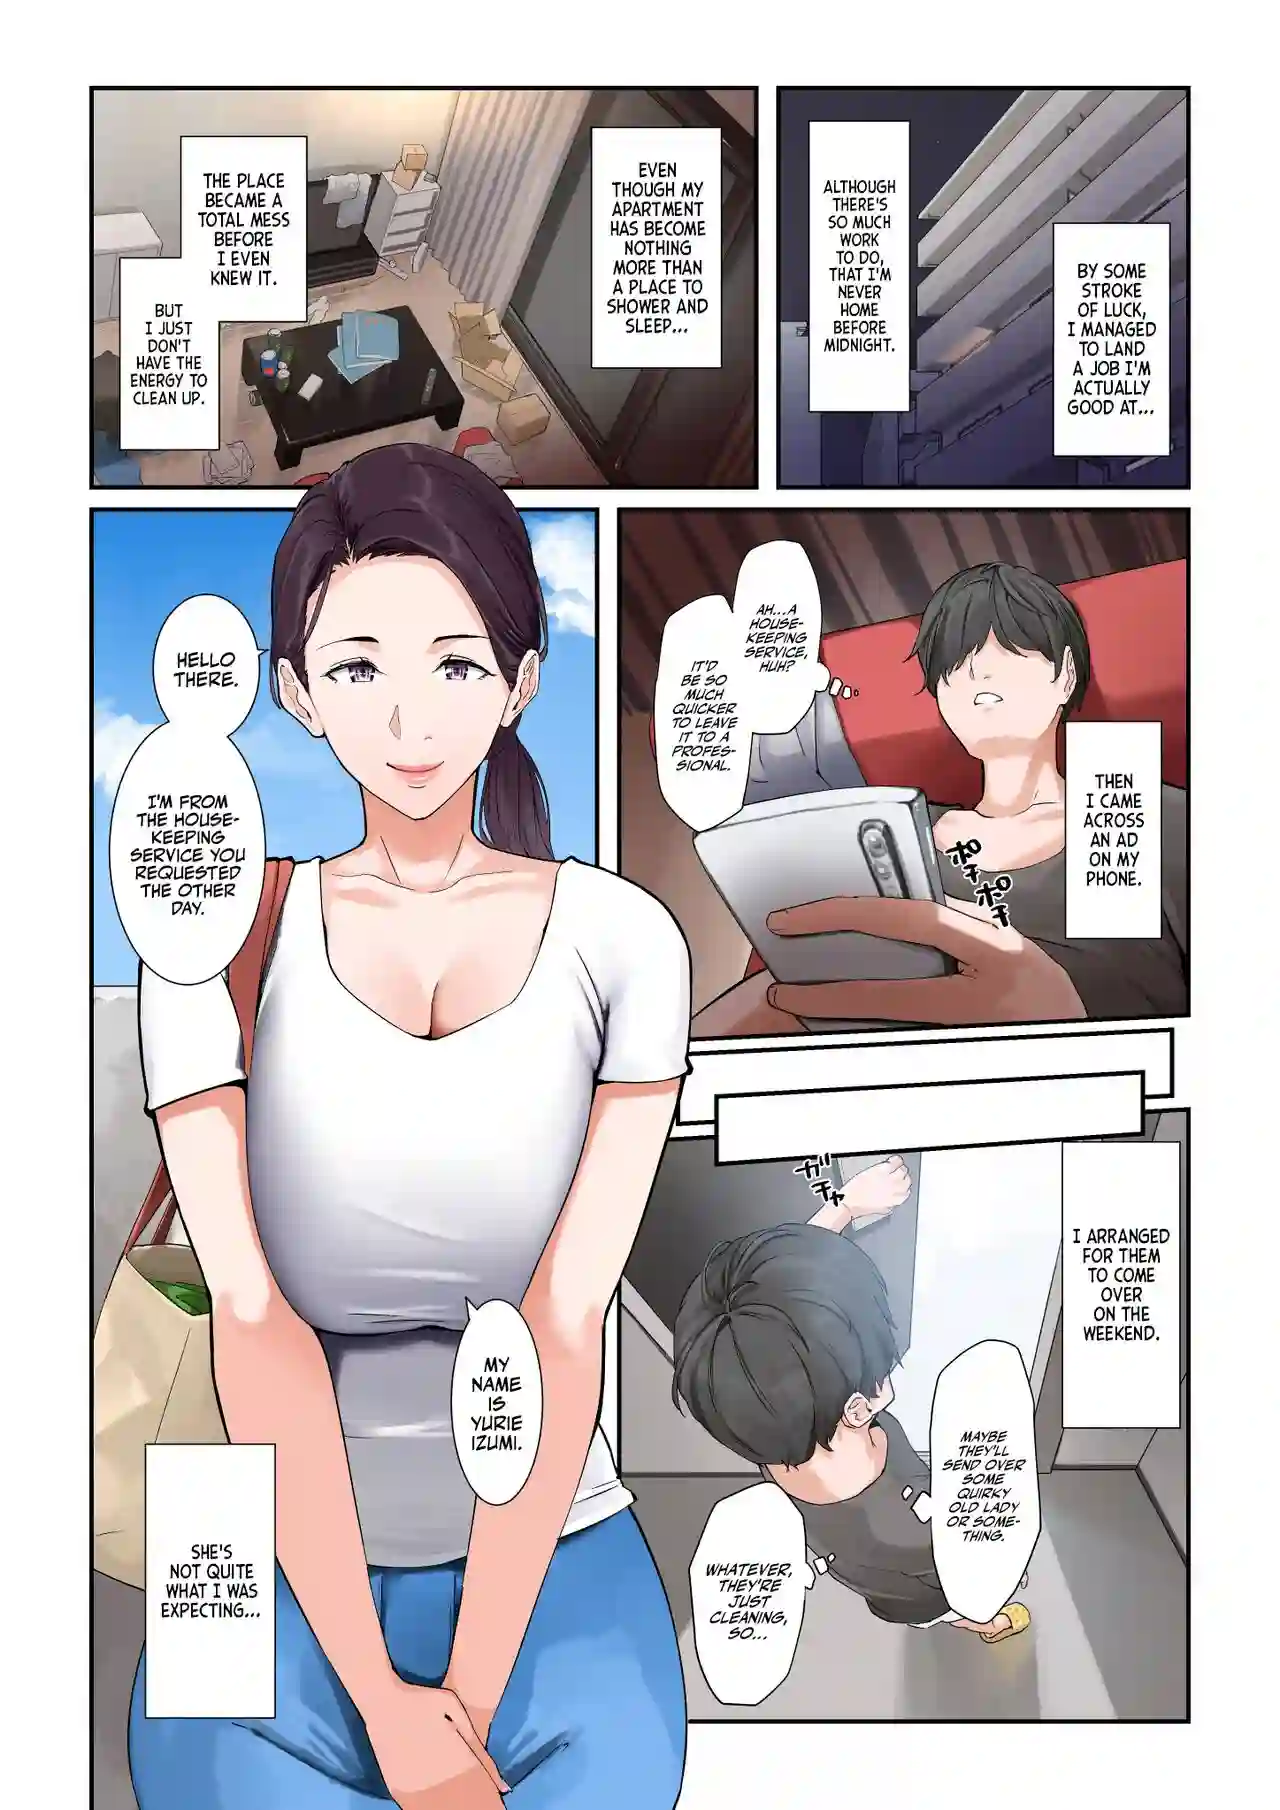 BY SOME
STROKE
OF LUCK,
I MANAGED
TO LAND
A JOB I'M
ACTUALLY
GOOD AT...
ALTHOUGH
THERE'S
SO MUCH
WORK
TO DO,
THAT I'M
NEVER
HOME
BEFORE
MIDNIGHT.
EVEN
THOUGH MY
APARTMENT
HAS BECOME
NOTHING
MORE THAN
A PLACE TO
SHOWER AND
SLEEP...
THE PLACE
BECAME A
TOTAL MESS
BEFORE
I EVEN
KNEW IT.
BUT
I JUST
DON'T
HAVE THE
ENERGY TO
CLEAN UP.
THEN
I CAME
ACROSS
AN AD
ON MY
PHONE.
AH...A
HOUSE-
KEEPING
SERVICE,
HUH?
IT'D
BE SO
MUCH
QUICKER
TO LEAVE
IT TO A
PROFES-
SIONAL.
ポチ
ポチ
I ARRANGED
FOR THEM
TO COME
OVER
ON THE
WEEKEND.
ガチャ
MAYBE
THEY'LL
SEND OVER
SOME
QUIRKY
OLD LADY
OR SOME-
THING.
WHATEVER,
THEY'RE
JUST
CLEANING,
SO...
HELLO
THERE.
I'M FROM
THE HOUSE-
KEEPING
SERVICE YOU
REQUESTED
THE OTHER
DAY.
MY
NAME
IS
YURIE
IZUMI.
SHE'S
NOT QUITE
WHAT I WAS
EXPECTING...